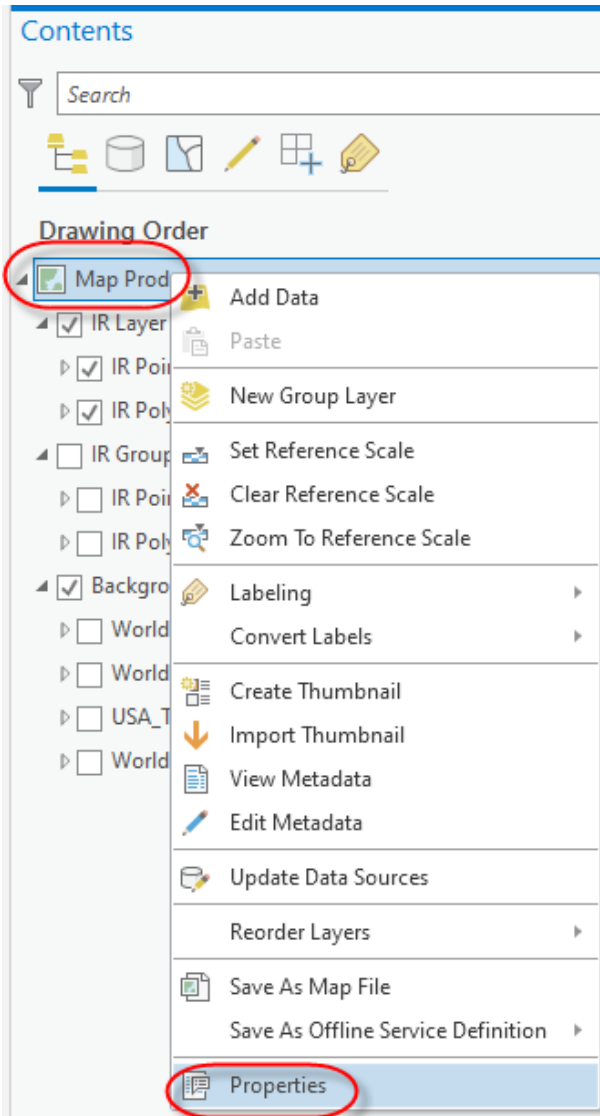 Contents
Search
Drawing Order
Map Prod
IR Layer
IR Poi
IR Poly
IR Group
IR Poi
IR Poly
Backgro
World
World
USA_T
World
Add Data
Paste
New Group Layer
Set Reference Scale
Clear Reference Scale
Zoom To Reference Scale
Labeling
Convert Labels
Create Thumbnail
Import Thumbnail
View Metadata
Edit Metadata
Update Data Sources
Reorder Layers
Save As Map File
Save As Offline Service Definition
Properties